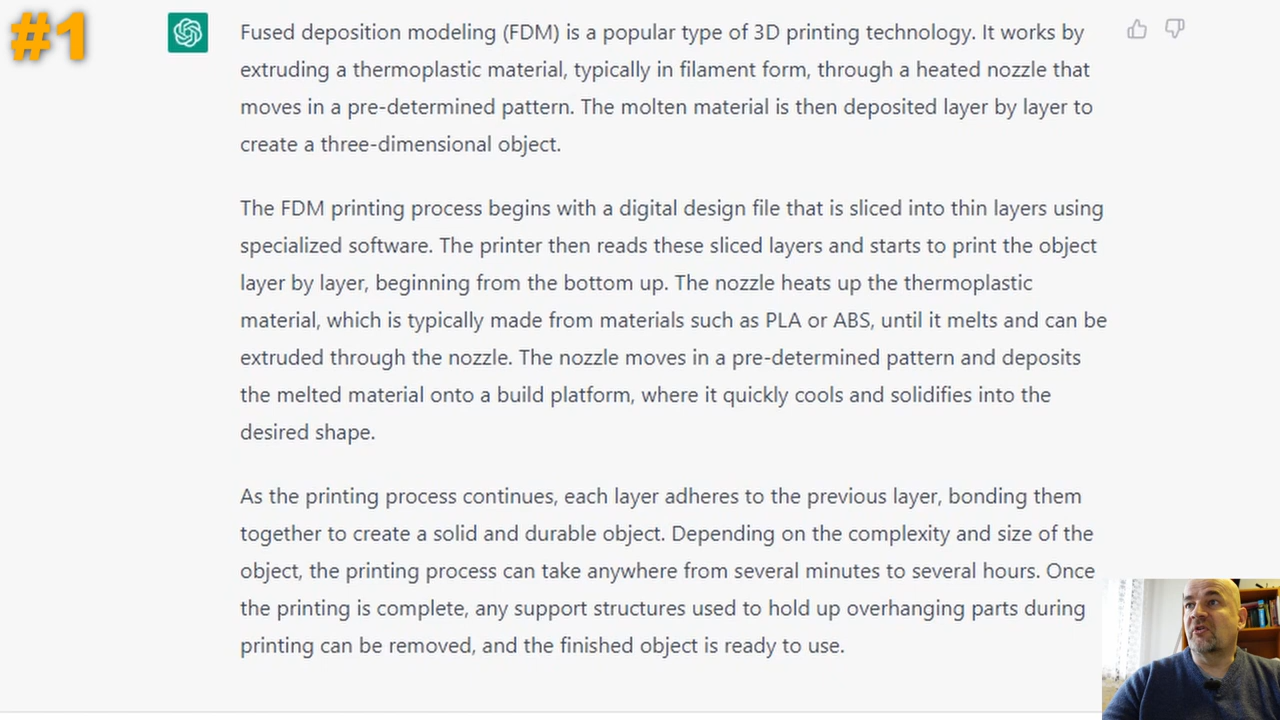 #1
Fused deposition modeling (FDM) is a popular type of 3D printing technology. It works by
extruding a thermoplastic material, typically in filament form, through a heated nozzle that
moves in a pre-determined pattern. The molten material is then deposited layer by layer to
create a three-dimensional object.
The FDM printing process begins with a digital design file that is sliced into thin layers using
specialized software. The printer then reads these sliced layers and starts to print the object
layer by layer, beginning from the bottom up. The nozzle heats up the thermoplastic
material, which is typically made from materials such as PLA or ABS, until it melts and can be
extruded through the nozzle. The nozzle moves in a pre-determined pattern and deposits
the melted material onto a build platform, where it quickly cools and solidifies into the
desired shape.
As the printing process continues, each layer adheres to the previous layer, bonding them
together to create a solid and durable object. Depending on the complexity and size of the
object, the printing process can take anywhere from several minutes to several hours. Once
the printing is complete, any support structures used to hold up overhanging parts during
printing can be removed, and the finished object is ready to use.